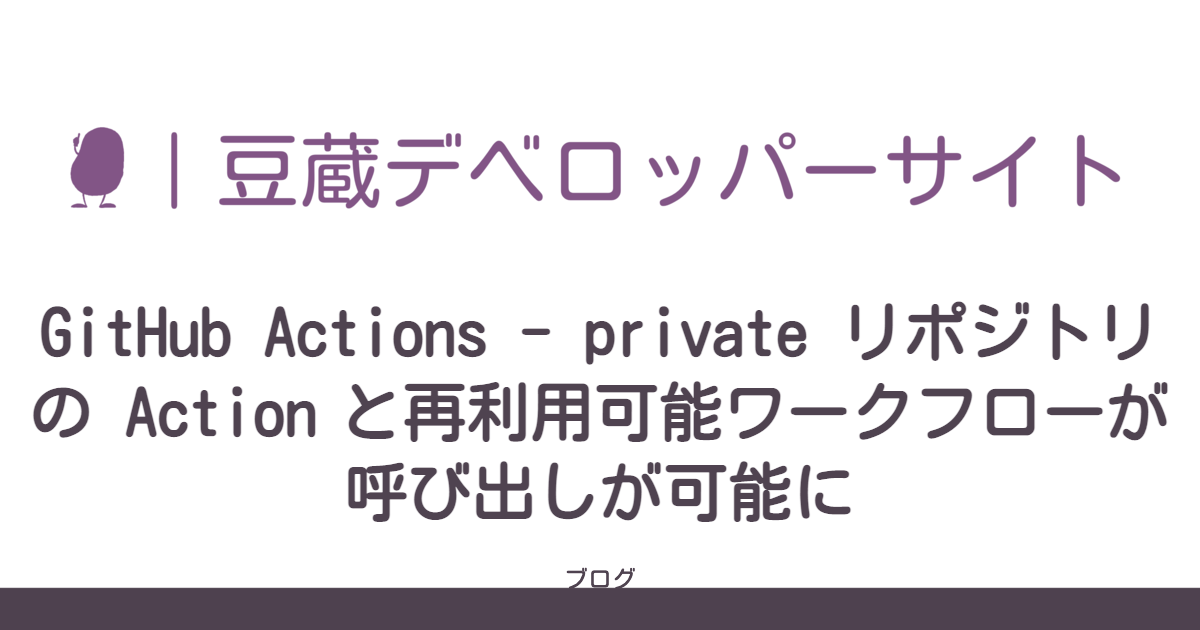 ｜豆蔵デベロッパーサイト
GitHub Actions - private リポジトリ
の Action と再利用可能ワークフローが
呼び出しが可能に
ブログ